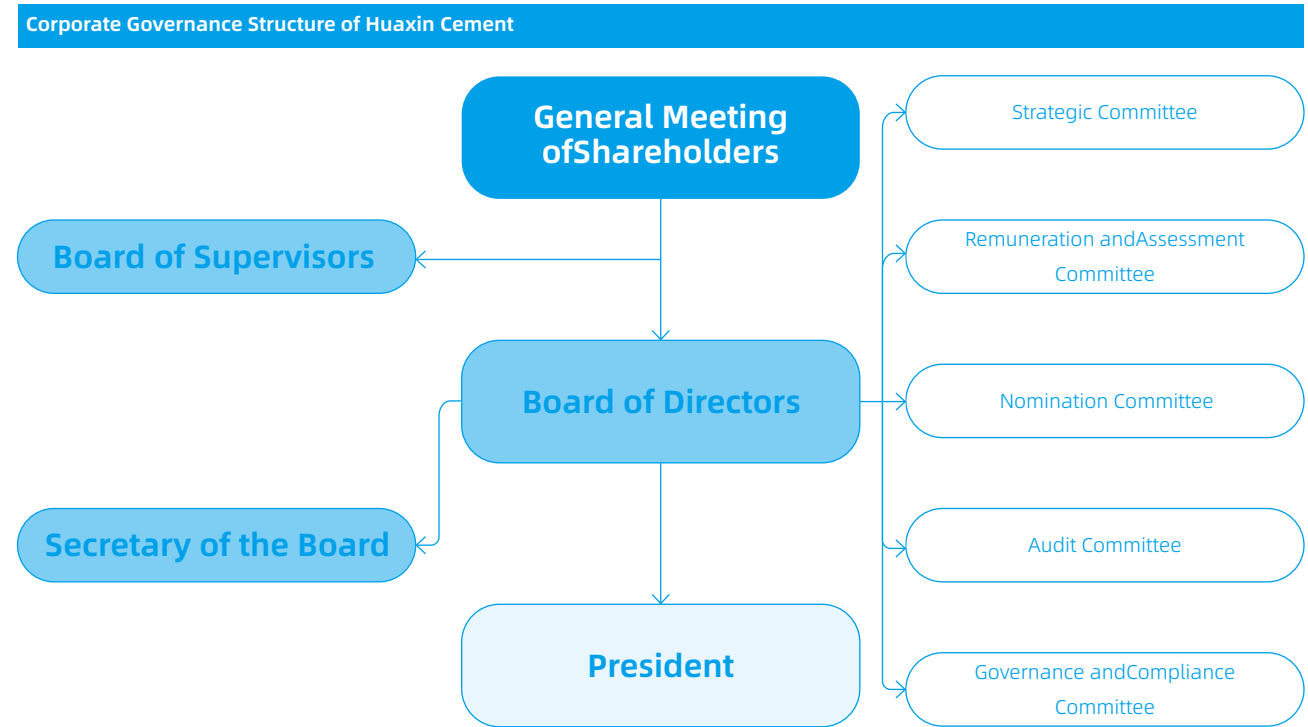 Corporate Governance Structure of Huaxin Cement
General Meeting
ofShareholders
Board of Supervisors
Board of Directors
Secretary of the Board
President
Strategic Committee
Remuneration andAssessment
Committee
Nomination Committee
Audit Committee
Governance andCompliance
Committee